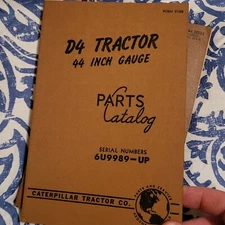 D4 TRACTOR
44 INCH GAUGE
PARTS
Catalog
SERIAL NUMBERS
6U9989-UP
CATERPILLAR TRACTOR CO.